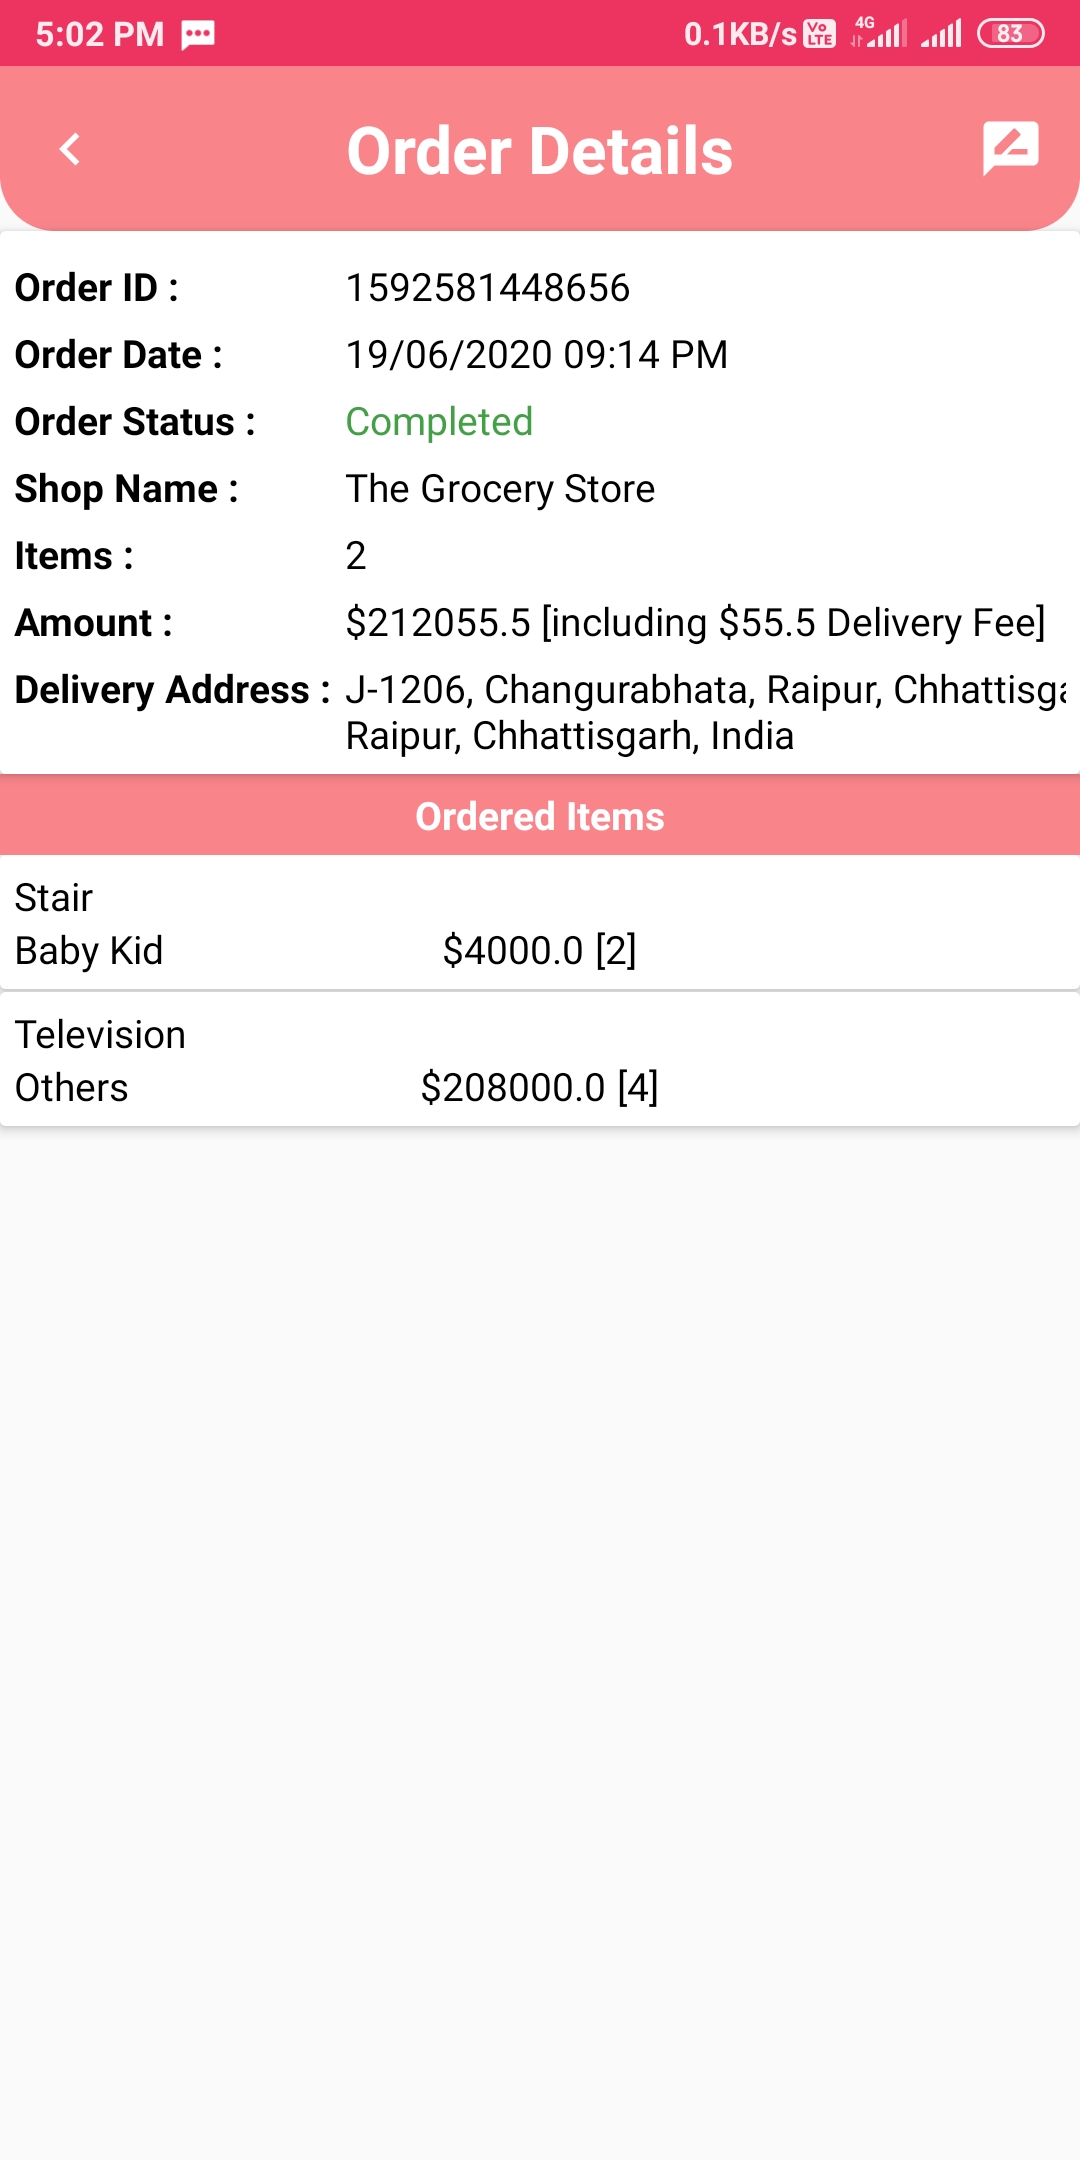 5:02 PM 0.1KB/s Vo LTE 4G 83
Order Details
Order ID : 1592581448656
Order Date : 19/06/2020 09:14 PM
Order Status : Completed
Shop Name : The Grocery Store
Items : 2
Amount : $212055.5 [including $55.5 Delivery Fee]
Delivery Address : J-1206, Changurabhata, Raipur, Chhattisga
Raipur, Chhattisgarh, India
Ordered Items
Stair
Baby Kid $4000.0 [2]
Television
Others $208000.0 [4]